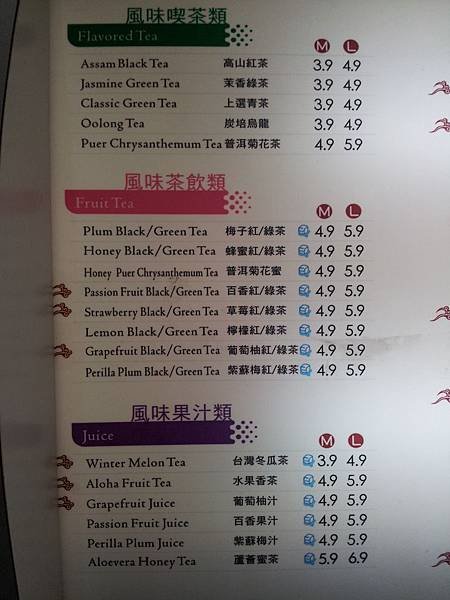 風味喫茶類
Flavored Tea M L
Assam Black Tea 高山紅茶 3.9 4.9
Jasmine Green Tea 茉香綠茶 3.9 4.9
Classic Green Tea 上選青茶 3.9 4.9
Oolong Tea 炭培烏龍 3.9 4.9
Puer Chrysanthemum Tea 普洱菊花茶 4.9 5.9
風味茶飲類
Fruit Tea M L
Plum Black/Green Tea 梅子紅/綠茶 4.9 5.9
Honey Black/Green Tea 蜂蜜紅/綠茶 4.9 5.9
Honey Puer Chrysanthemum Tea 普洱菊花蜜 4.9 5.9
Passion Fruit Black/Green Tea 百香紅/綠茶 4.9 5.9
Strawberry Black/Green Tea 草莓紅/綠茶 4.9 5.9
Lemon Black/Green Tea 檸檬紅/綠茶 4.9 5.9
Grapefruit Black/Green Tea 葡萄柚紅/綠茶 4.9 5.9
Perilla Plum Black/Green Tea 紫蘇梅紅/綠茶 4.9 5.9
風味果汁類
Juice M L
Winter Melon Tea 台灣冬瓜茶 3.9 4.9
Aloha Fruit Tea 水果香茶 4.9 5.9
Grapefruit Juice 葡萄柚汁 4.9 5.9
Passion Fruit Juice 百香果汁 4.9 5.9
Perilla Plum Juice 紫蘇梅汁 4.9 5.9
Aloevera Honey Tea 蘆薈蜜茶 5.9 6.9